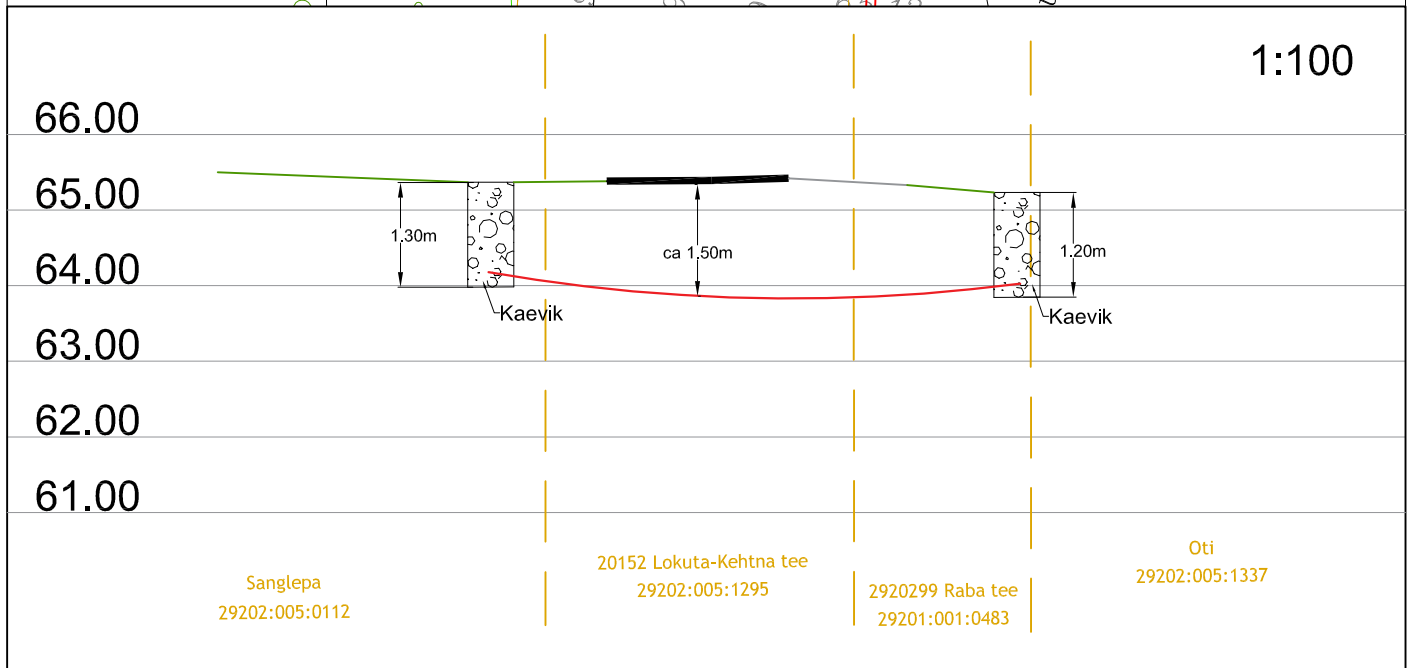 1:100
66.00
65.00
64.00
63.00
62.00
61.00
1.30m
Kaevik
ca 1.50m
1.20m
Kaevik
Sanglepa
29202:005:0112
20152 Lokuta-Kehtna tee
29202:005:1295
2920299 Raba tee
29201:001:0483
Oti
29202:005:1337